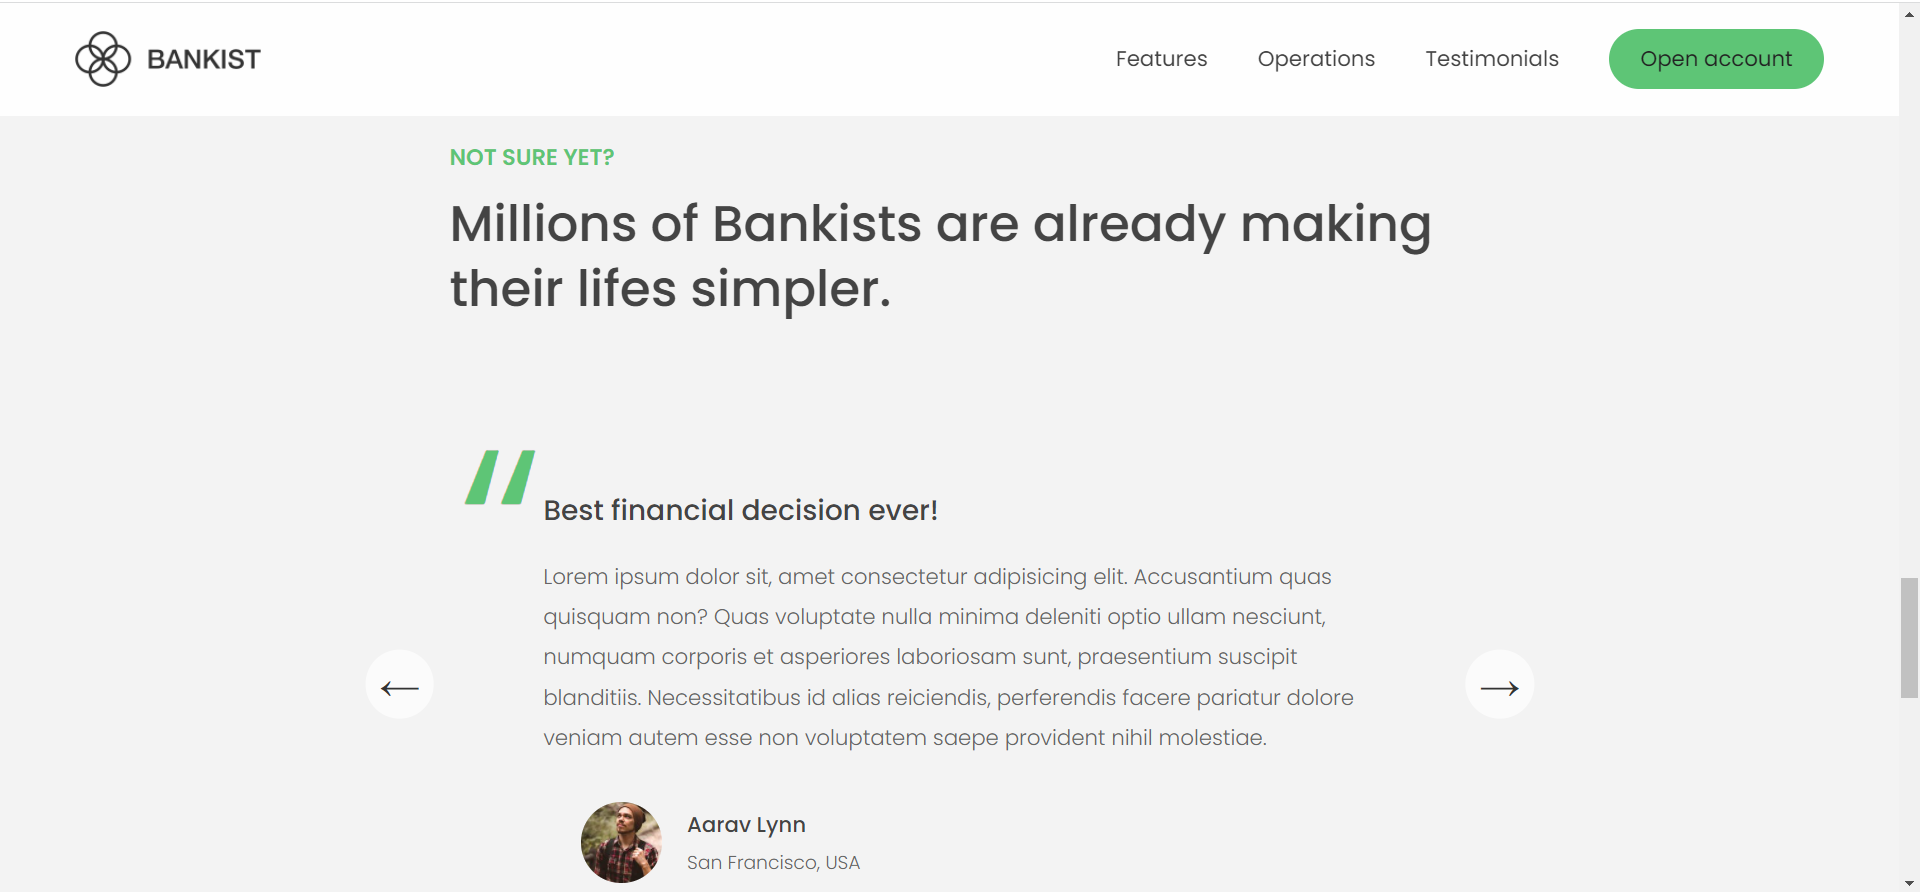 BANKIST
Features
Operations
Testimonials
Open account
NOT SURE YET?
Millions of Bankists are already making
their lifes simpler.
Best financial decision ever!
Lorem ipsum dolor sit, amet consectetur adipisicing elit. Accusantium quas
quisquam non? Quas voluptate nulla minima deleniti optio ullam nesciunt,
numquam corporis et asperiores laboriosam sunt, praesentium suscipit
blanditiis. Necessitatibus id alias reiciendis, perferendis facere pariatur dolore
veniam autem esse non voluptatem saepe provident nihil molestiae.
Aarav Lynn
San Francisco, USA